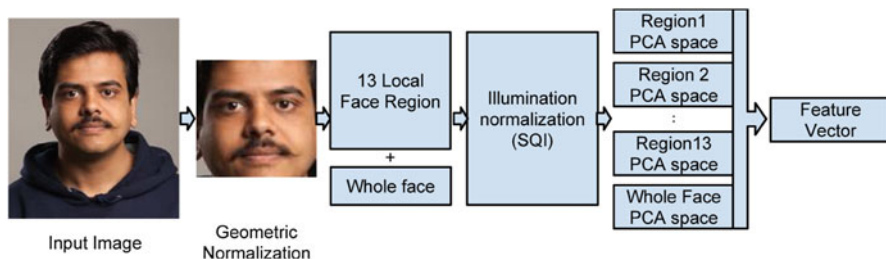 Input Image
Geometric
Normalization
13 Local
Face Region
+
Whole face
Illumination
normalization
(SQI)
Region1
PCA space
Region 2
PCA space
:
Region13
PCA space
Whole Face
PCA space
Feature
Vector